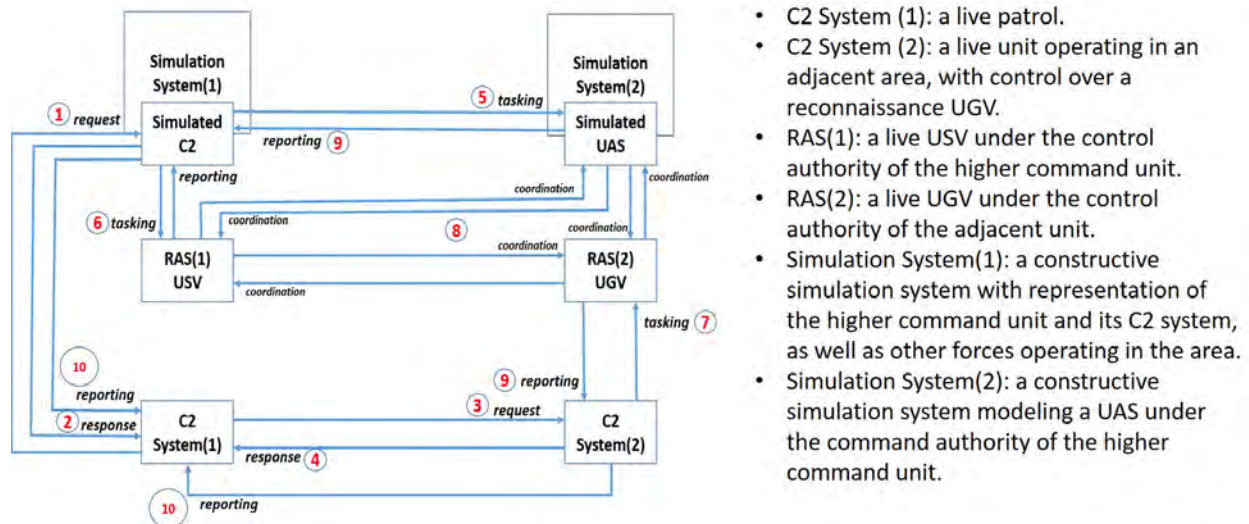 Simulation
System(1)
Simulated
C2
Simulation
System(2)
Simulated
UAS
1 request
5 tasking
reporting 9
reporting
coordination
coordination
6 tasking
coordination
coordination
8
RAS(1)
USV
coordination
coordination
RAS(2)
UGV
tasking 7
10
reporting
2 response
9 reporting
3 request
C2
System(1)
C2
System(2)
response 4
10 reporting
• C2 System (1): a live patrol.
• C2 System (2): a live unit operating in an
adjacent area, with control over a
reconnaissance UGV.
• RAS(1): a live USV under the control
authority of the higher command unit.
• RAS(2): a live UGV under the control
authority of the adjacent unit.
• Simulation System(1): a constructive
simulation system with representation of
the higher command unit and its C2 system,
as well as other forces operating in the area.
• Simulation System(2): a constructive
simulation system modeling a UAS under
the command authority of the higher
command unit.